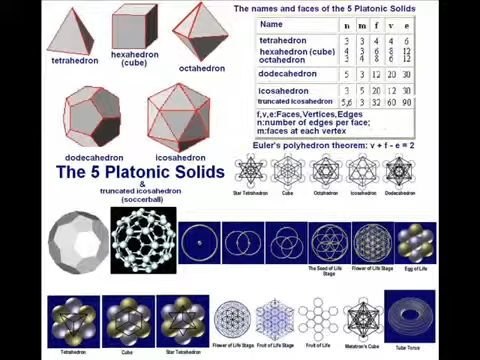 The names and faces of the 5 Platonic Solids
Name n m f v e
tetrahedron 3 3 4 4 6
hexahedron (cube) 4 3 6 8 12
octahedron 3 4 8 6 12
dodecahedron 5 3 12 20 30
icosahedron 3 5 20 12 30
truncated icosahedron 5,6 3 32 60 90
f,v,e:Faces,Vertices,Edges
n:number of edges per face;
m:faces at each vertex
Euler's polyhedron theorem: v + f - e = 2
tetrahedron
hexahedron
(cube)
octahedron
dodecahedron
icosahedron
The 5 Platonic Solids
&
truncated icosahedron
(soccerball)
Star Tetrahedron
Cube
Octahedron
Icosahedron
Dodecahedron
The Seed of Life
Stage
Flower of Life Stage
Egg of Life
Tetrahedron
Cube
Star Tetrahedron
Flower of Life Stage
Fruit of Life Stage
Fruit of Life
Metatron's Cube
Tube Torus